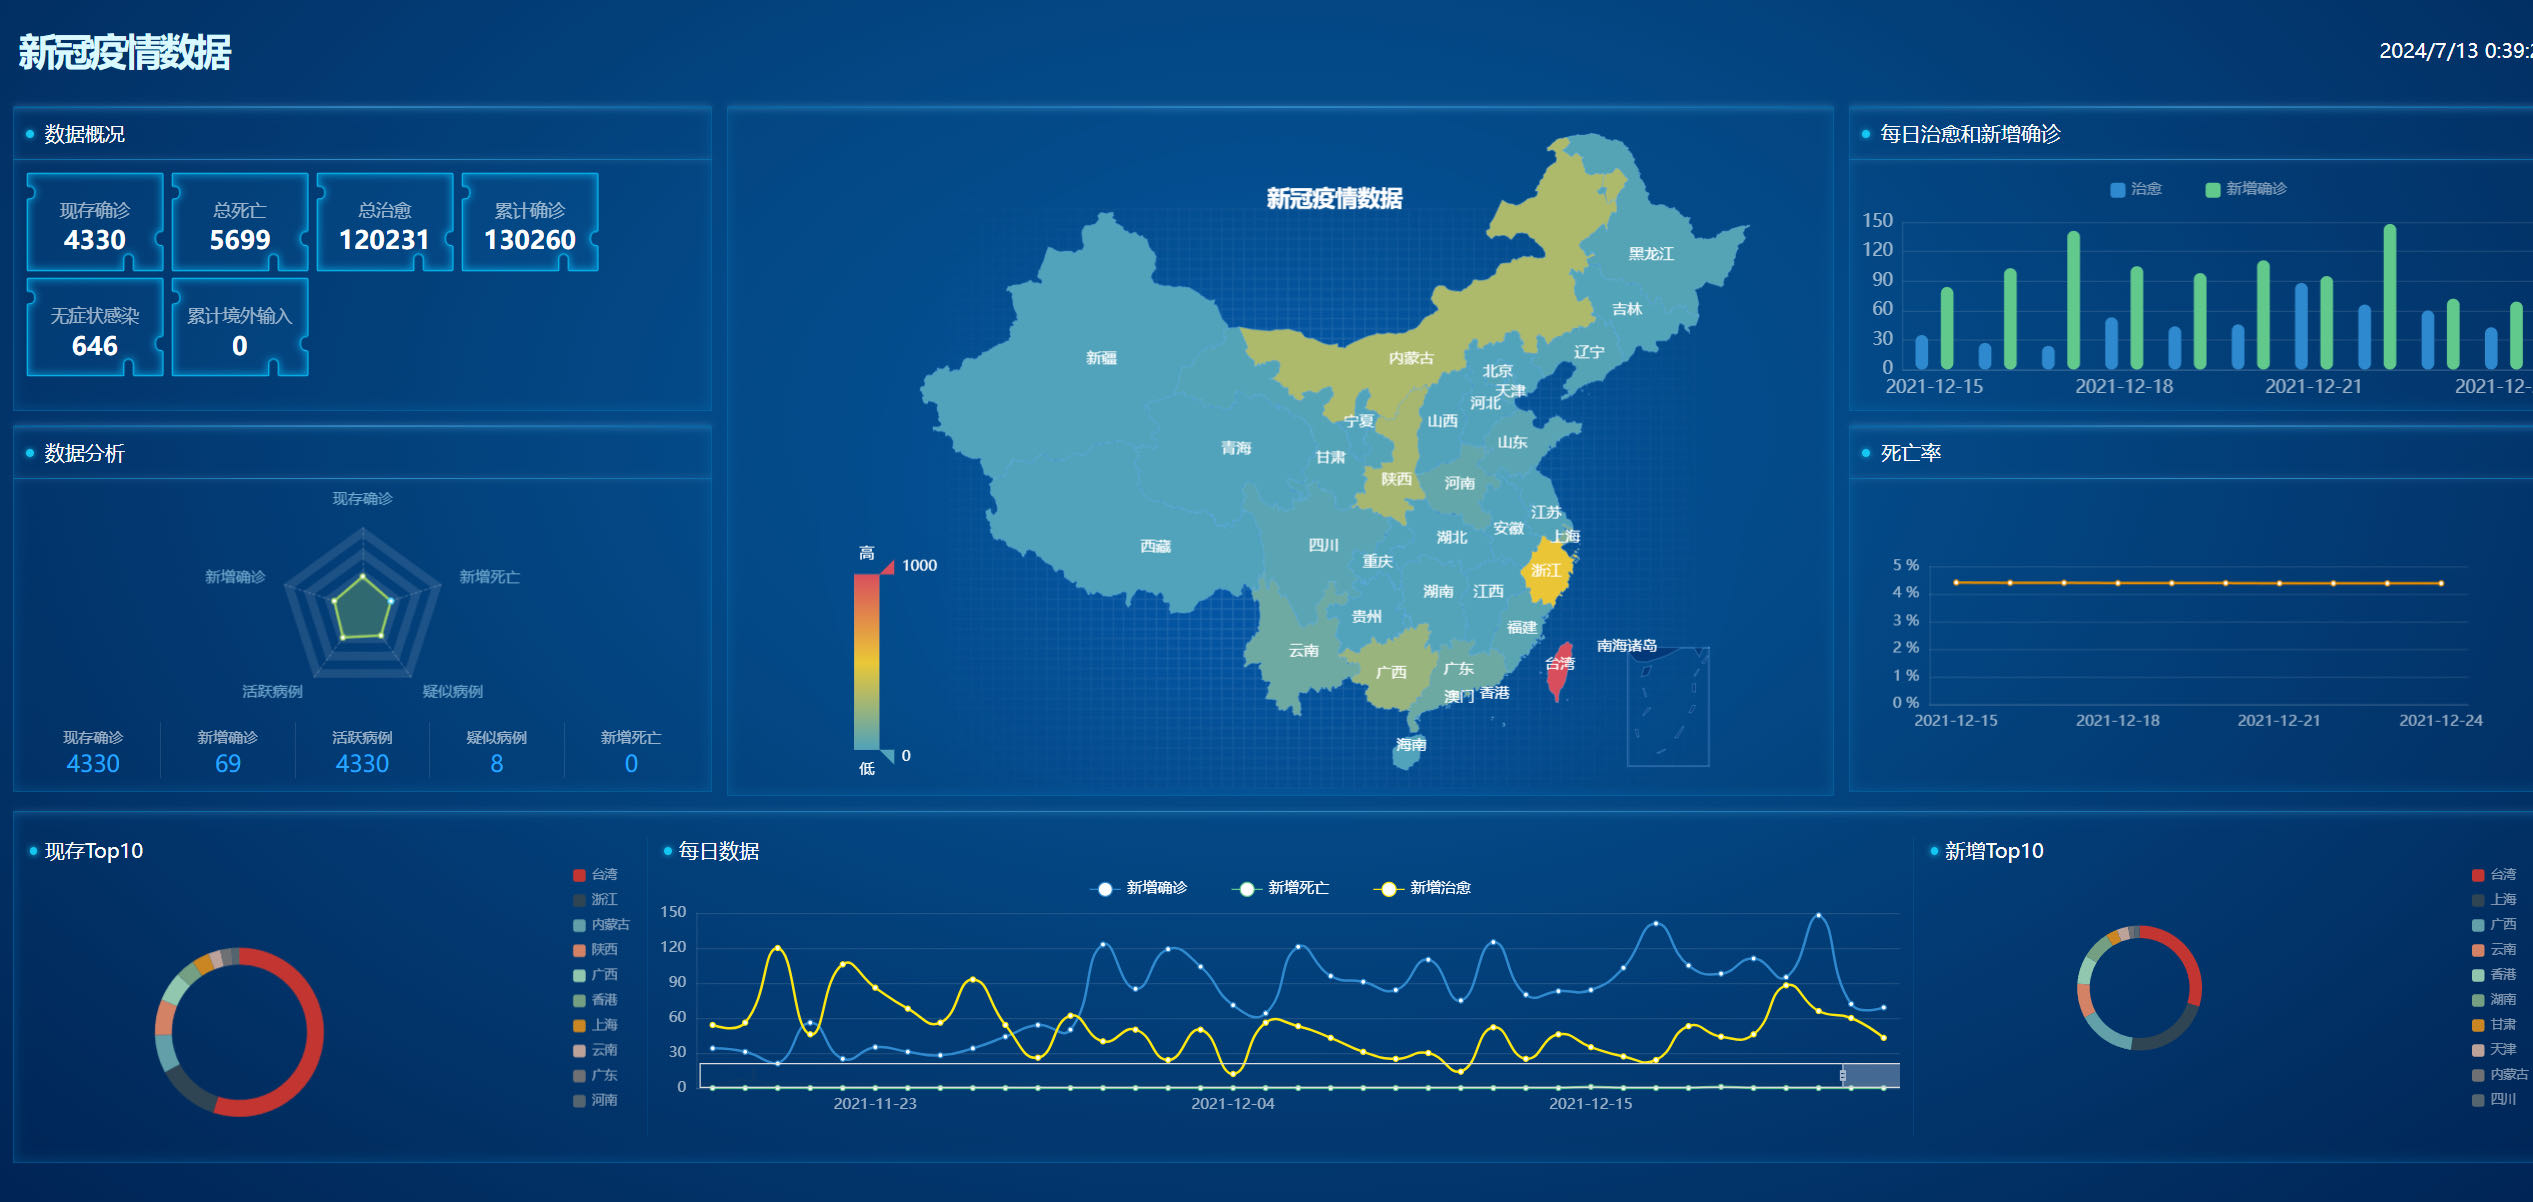 新冠疫情数据
2024/7/13 0:39:2
数据概况
现存确诊
4330
总死亡
5699
总治愈
120231
累计确诊
130260
无症状感染
646
累计境外输入
0
数据分析
现存确诊
新增确诊
新增死亡
活跃病例
疑似病例
现存确诊
4330
新增确诊
69
活跃病例
4330
疑似病例
8
新增死亡
0
新冠疫情数据
黑龙江
吉林
辽宁
新疆
内蒙古
北京
天津
河北
宁夏
山西
山东
青海
甘肃
陕西
河南
江苏
安徽
上海
湖北
四川
西藏
重庆
浙江
湖南
江西
贵州
福建
云南
广西
广东
台湾
南海诸岛
澳门
香港
海南
高
1000
0
低
每日治愈和新增确诊
治愈
新增确诊
150
120
90
60
30
0
2021-12-15
2021-12-18
2021-12-21
2021-12-
死亡率
5 %
4 %
3 %
2 %
1 %
0 %
2021-12-15
2021-12-18
2021-12-21
2021-12-24
现存Top10
台湾
浙江
内蒙古
陕西
广西
香港
上海
云南
广东
河南
每日数据
新增确诊
新增死亡
新增治愈
150
120
90
60
30
0
2021-11-23
2021-12-04
2021-12-15
新增Top10
台湾
上海
广西
云南
香港
湖南
甘肃
天津
内蒙古
四川